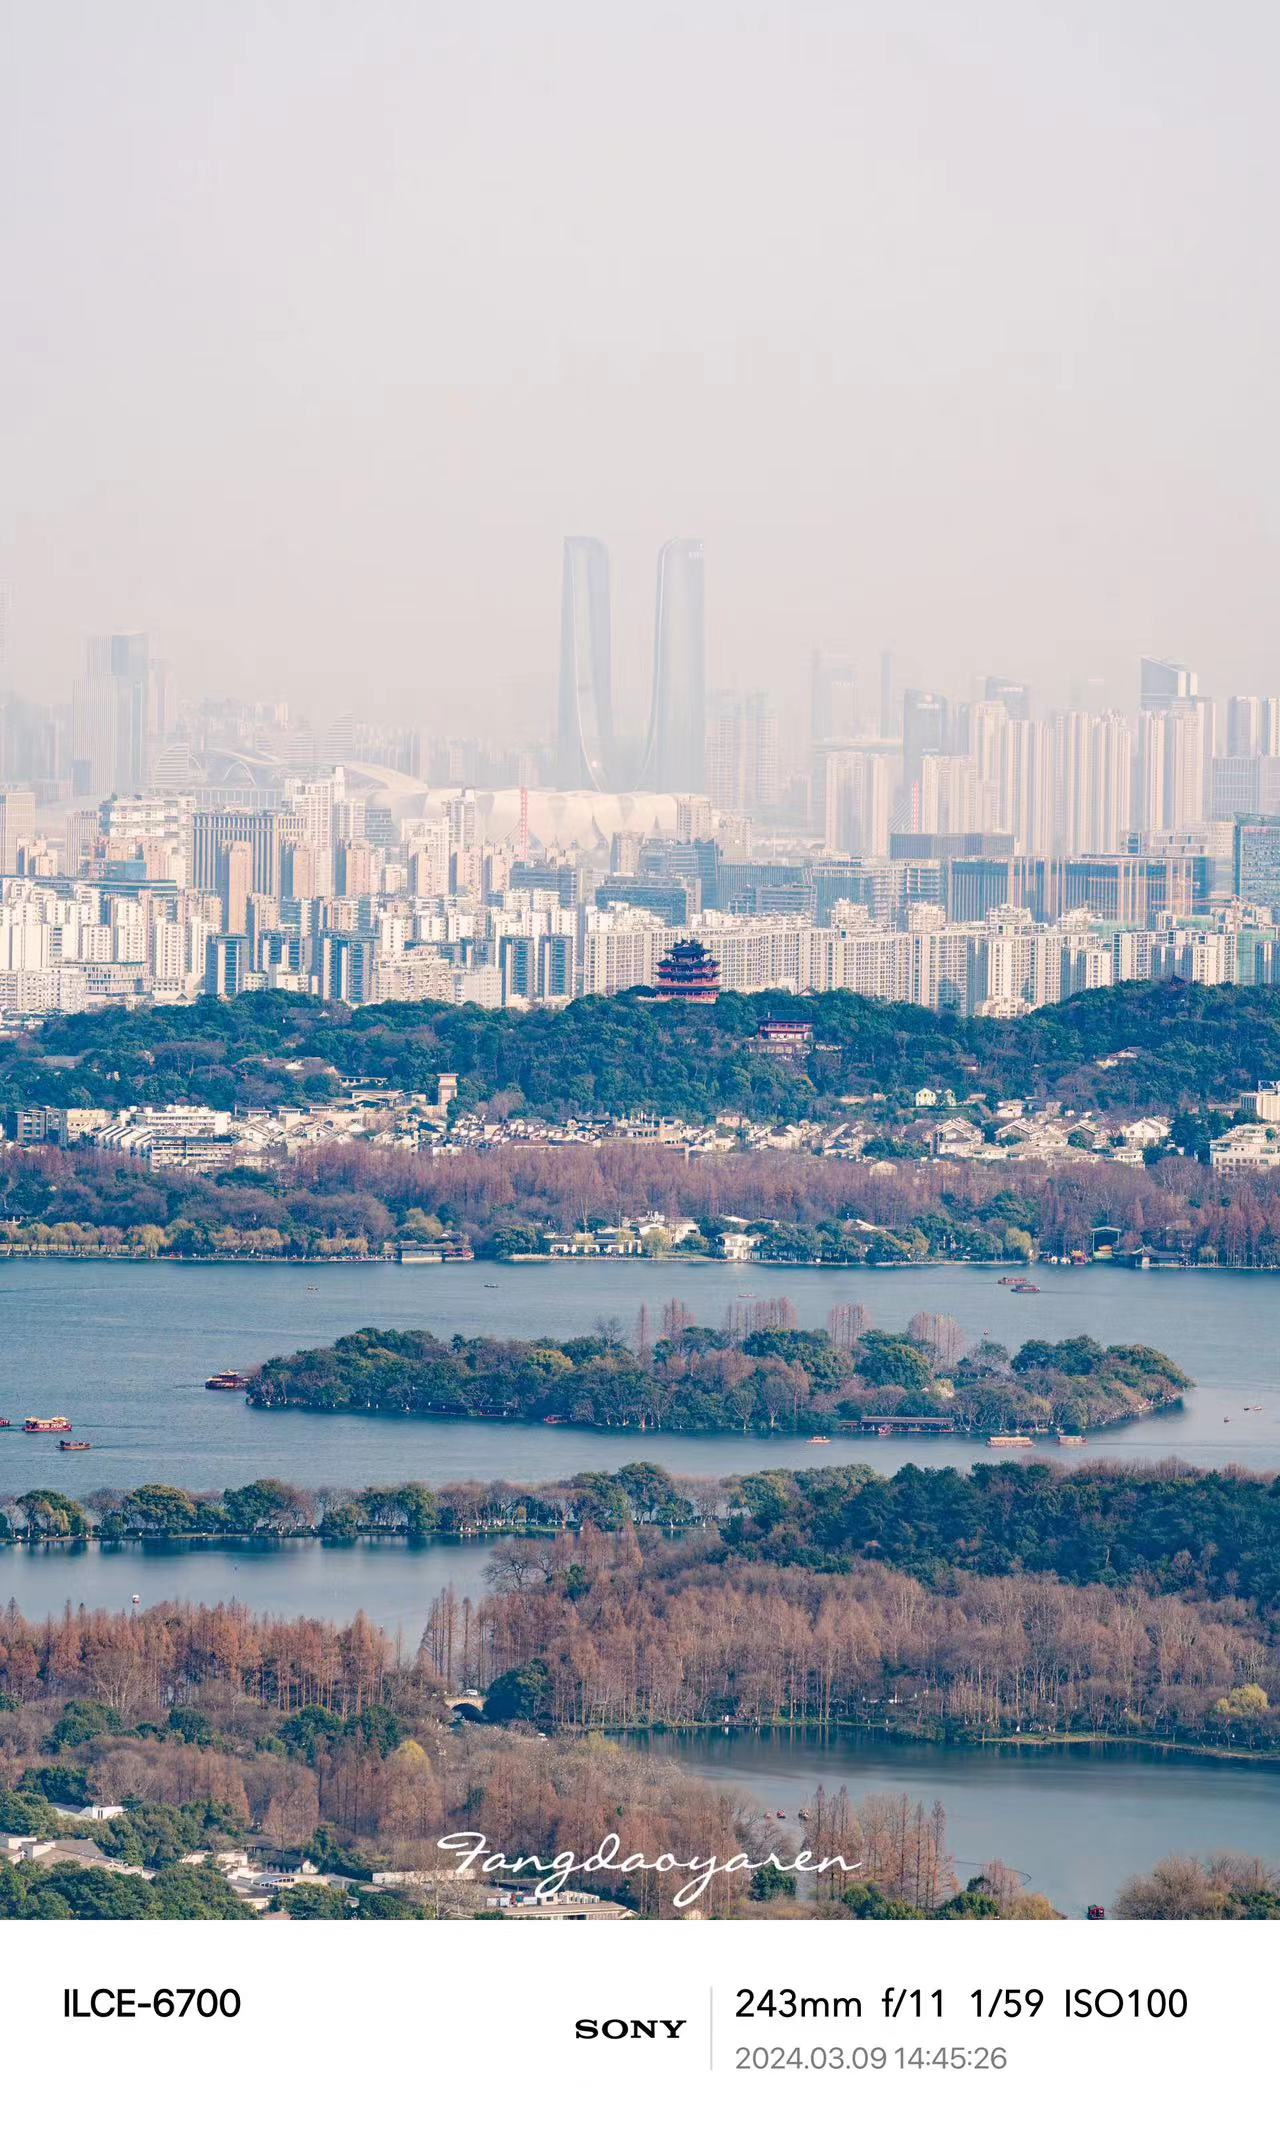 Fangdaoyaren
ILCE-6700
SONY
243mm f/11 1/59 ISO100
2024.03.09 14:45:26